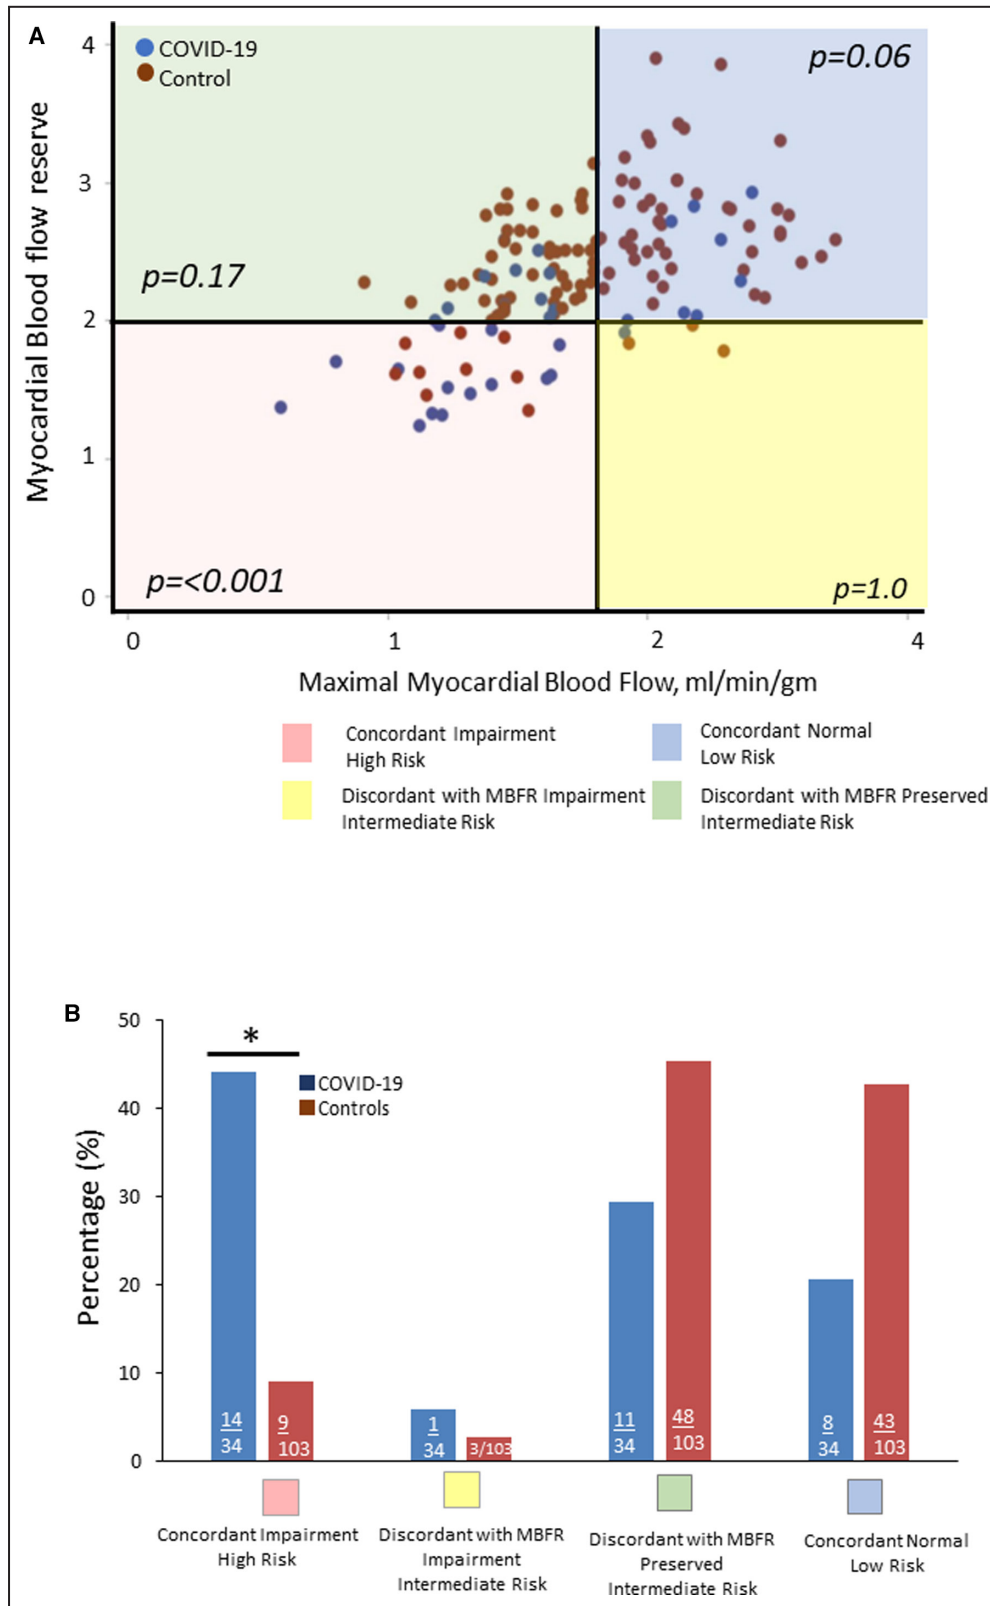 A
4
COVID-19
Control
p=0.06
3
p=0.17
2
1
p=<0.001
p=1.0
0
Myocardial Blood flow reserve
0
1
2
4
Maximal Myocardial Blood Flow, ml/min/gm
Concordant Impairment
High Risk
Concordant Normal
Low Risk
Discordant with MBFR Impairment
Intermediate Risk
Discordant with MBFR Preserved
Intermediate Risk
B
50
*
COVID-19
Controls
40
30
20
10
0
Percentage (%)
14
34
9
103
1
34
3/103
11
34
48
103
8
34
43
103
Concordant Impairment
High Risk
Discordant with MBFR
Impairment
Intermediate Risk
Discordant with MBFR
Preserved
Intermediate Risk
Concordant Normal
Low Risk